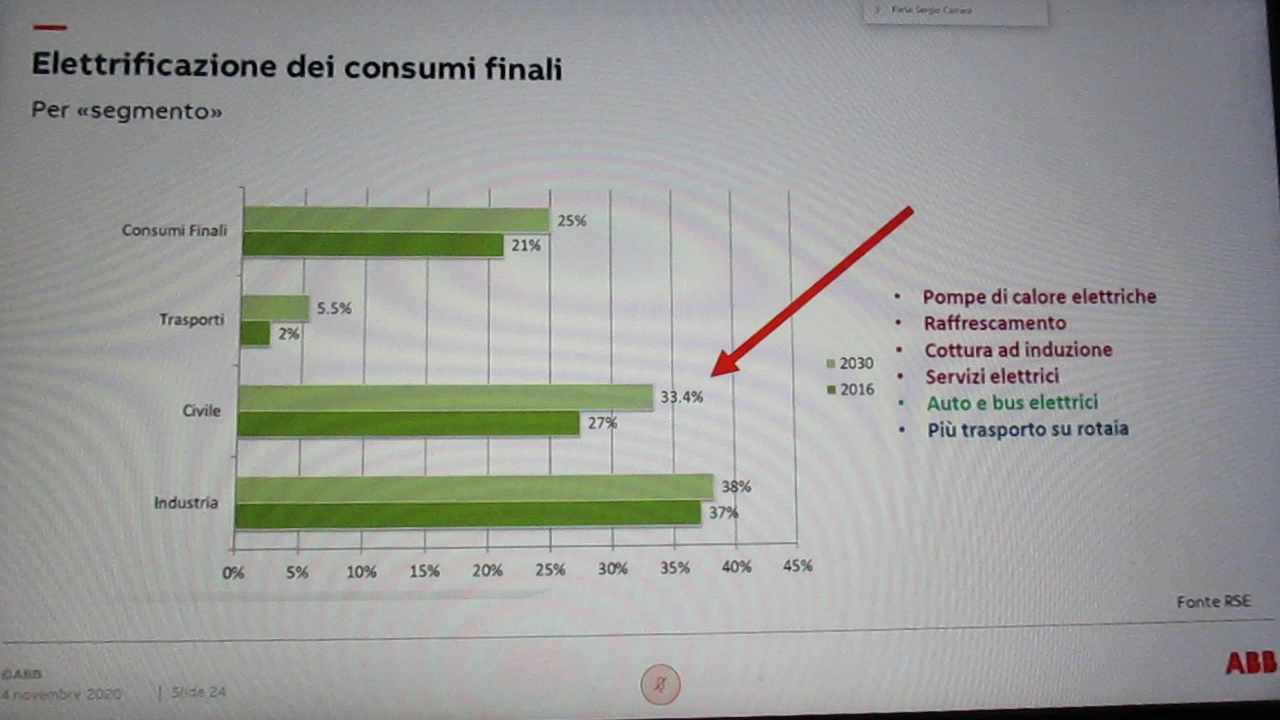 Parla: Sergio Carrara
Elettrificazione dei consumi finali
Per «segmento»
Consumi Finali
25%
21%
Trasporti
5.5%
2%
Civile
33.4%
27%
Industria
38%
37%
0% 5% 10% 15% 20% 25% 30% 35% 40% 45%
2030
2016
• Pompe di calore elettriche
• Raffrescamento
• Cottura ad induzione
• Servizi elettrici
• Auto e bus elettrici
• Più trasporto su rotaia
Fonte RSE
©ABB
4 novembre 2020 | Slide 24
ABB